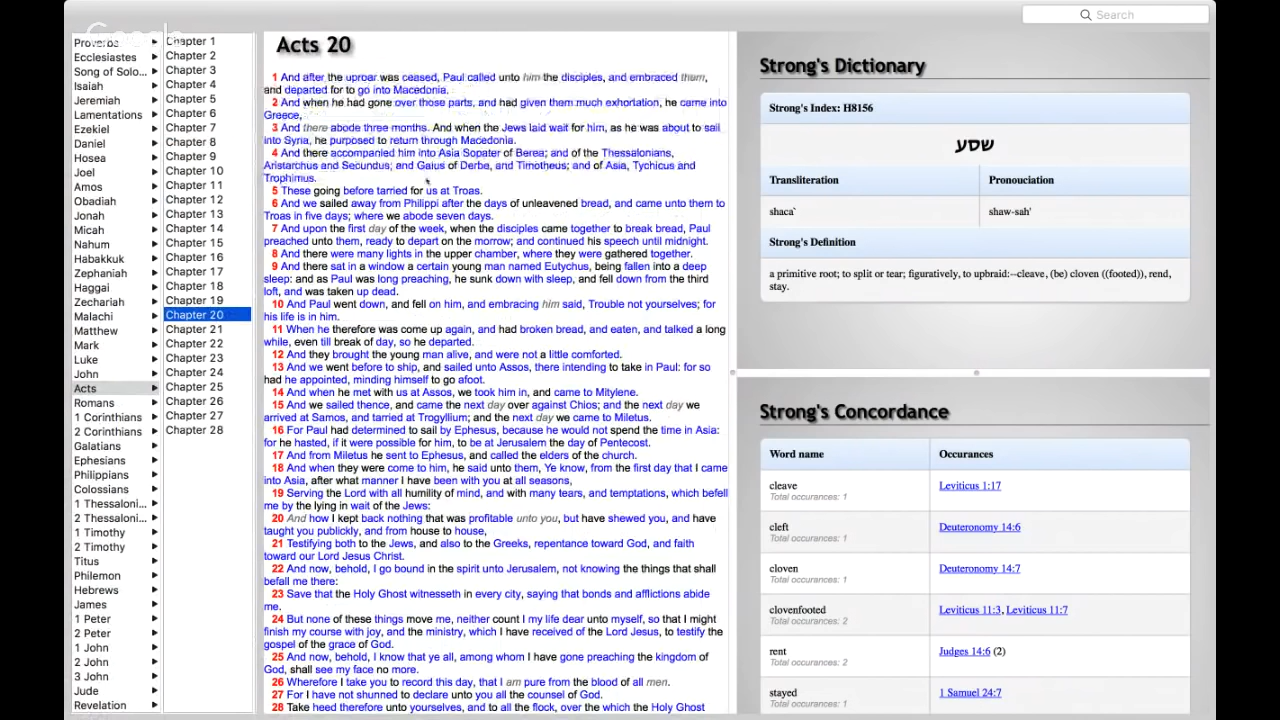 Google
Search
Proverbs
Ecclesiastes
Song of Solo...
Isaiah
Jeremiah
Lamentations
Ezekiel
Daniel
Hosea
Joel
Amos
Obadiah
Jonah
Micah
Nahum
Habakkuk
Zephaniah
Haggai
Zechariah
Malachi
Matthew
Mark
Luke
John
Acts
Romans
1 Corinthians
2 Corinthians
Galatians
Ephesians
Philippians
Colossians
1 Thessaloni...
2 Thessaloni...
1 Timothy
2 Timothy
Titus
Philemon
Hebrews
James
1 Peter
2 Peter
1 John
2 John
3 John
Jude
Revelation
Chapter 1
Chapter 2
Chapter 3
Chapter 4
Chapter 5
Chapter 6
Chapter 7
Chapter 8
Chapter 9
Chapter 10
Chapter 11
Chapter 12
Chapter 13
Chapter 14
Chapter 15
Chapter 16
Chapter 17
Chapter 18
Chapter 19
Chapter 20
Chapter 21
Chapter 22
Chapter 23
Chapter 24
Chapter 25
Chapter 26
Chapter 27
Chapter 28
Acts 20
1 And after the uproar was ceased, Paul called unto him the disciples, and embraced them,
and departed for to go into Macedonia.
2 And when he had gone over those parts, and had given them much exhortation, he came into
Greece,
3 And there abode three months. And when the Jews laid wait for him, as he was about to sail
into Syria, he purposed to return through Macedonia.
4 And there accompanied him into Asia Sopater of Berea; and of the Thessalonians,
Aristarchus and Secundus; and Gaius of Derbe, and Timotheus; and of Asia, Tychicus and
Trophimus.
5 These going before tarried for us at Troas.
6 And we sailed away from Philippi after the days of unleavened bread, and came unto them to
Troas in five days; where we abode seven days.
7 And upon the first day of the week, when the disciples came together to break bread, Paul
preached unto them, ready to depart on the morrow; and continued his speech until midnight.
8 And there were many lights in the upper chamber, where they were gathered together.
9 And there sat in a window a certain young man named Eutychus, being fallen into a deep
sleep: and as Paul was long preaching, he sunk down with sleep, and fell down from the third
loft, and was taken up dead.
10 And Paul went down, and fell on him, and embracing him said, Trouble not yourselves; for
his life is in him.
11 When he therefore was come up again, and had broken bread, and eaten, and talked a long
while, even till break of day, so he departed.
12 And they brought the young man alive, and were not a little comforted.
13 And we went before to ship, and sailed unto Assos, there intending to take in Paul: for so
had he appointed, minding himself to go afoot.
14 And when he met with us at Assos, we took him in, and came to Mitylene.
15 And we sailed thence, and came the next day over against Chios; and the next day we
arrived at Samos, and tarried at Trogyllium; and the next day we came to Miletus.
16 For Paul had determined to sail by Ephesus, because he would not spend the time in Asia:
for he hasted, if it were possible for him, to be at Jerusalem the day of Pentecost.
17 And from Miletus he sent to Ephesus, and called the elders of the church.
18 And when they were come to him, he said unto them, Ye know, from the first day that I came
into Asia, after what manner I have been with you at all seasons,
19 Serving the Lord with all humility of mind, and with many tears, and temptations, which befell
me by the lying in wait of the Jews:
20 And how I kept back nothing that was profitable unto you, but have shewed you, and have
taught you publickly, and from house to house,
21 Testifying both to the Jews, and also to the Greeks, repentance toward God, and faith
toward our Lord Jesus Christ.
22 And now, behold, I go bound in the spirit unto Jerusalem, not knowing the things that shall
befall me there:
23 Save that the Holy Ghost witnesseth in every city, saying that bonds and afflictions abide
me.
24 But none of these things move me, neither count I my life dear unto myself, so that I might
finish my course with joy, and the ministry, which I have received of the Lord Jesus, to testify the
gospel of the grace of God.
25 And now, behold, I know that ye all, among whom I have gone preaching the kingdom of
God, shall see my face no more.
26 Wherefore I take you to record this day, that I am pure from the blood of all men.
27 For I have not shunned to declare unto you all the counsel of God.
28 Take heed therefore unto yourselves, and to all the flock, over the which the Holy Ghost
Strong's Dictionary
Strong's Index: H8156
שסע
Transliteration Pronouciation
shaca` shaw-sah'
Strong's Definition
a primitive root; to split or tear; figuratively, to upbraid:--cleave, (be) cloven ((footed)), rend,
stay.
Strong's Concordance
Word name Occurances
cleave Leviticus 1:17
Total occurances: 1
cleft Deuteronomy 14:6
Total occurances: 1
cloven Deuteronomy 14:7
Total occurances: 1
clovenfooted Leviticus 11:3, Leviticus 11:7
Total occurances: 2
rent Judges 14:6 (2)
Total occurances: 2
stayed 1 Samuel 24:7
Total occurances: 1